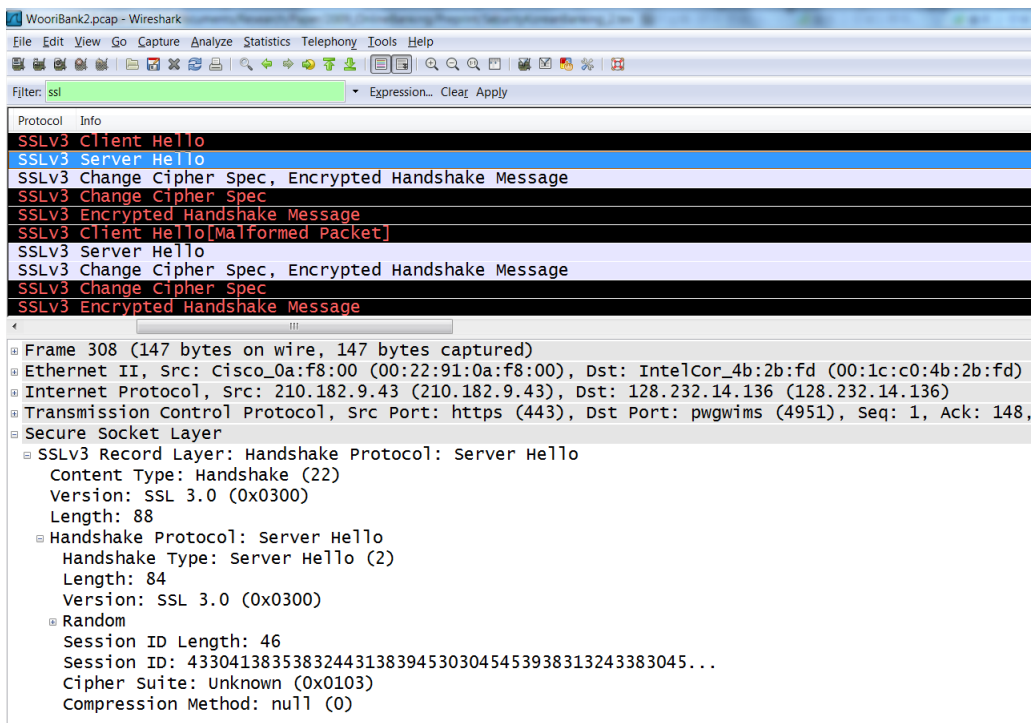 WooriBank2.pcap - Wireshark
File Edit View Go Capture Analyze Statistics Telephony Tools Help
Filter: ssl Expression... Clear Apply
Protocol Info
SSLv3 Client Hello
SSLv3 Server Hello
SSLv3 Change Cipher Spec, Encrypted Handshake Message
SSLv3 Change Cipher Spec
SSLv3 Encrypted Handshake Message
SSLv3 Client Hello[Malformed Packet]
SSLv3 Server Hello
SSLv3 Change Cipher Spec, Encrypted Handshake Message
SSLv3 Change Cipher Spec
SSLv3 Encrypted Handshake Message
Frame 308 (147 bytes on wire, 147 bytes captured)
Ethernet II, Src: Cisco_0a:f8:00 (00:22:91:0a:f8:00), Dst: IntelCor_4b:2b:fd (00:1c:c0:4b:2b:fd)
Internet Protocol, Src: 210.182.9.43 (210.182.9.43), Dst: 128.232.14.136 (128.232.14.136)
Transmission Control Protocol, Src Port: https (443), Dst Port: pwgwims (4951), Seq: 1, Ack: 148,
Secure Socket Layer
SSLv3 Record Layer: Handshake Protocol: Server Hello
Content Type: Handshake (22)
Version: SSL 3.0 (0x0300)
Length: 88
Handshake Protocol: Server Hello
Handshake Type: Server Hello (2)
Length: 84
Version: SSL 3.0 (0x0300)
Random
Session ID Length: 46
Session ID: 433041383538324431383945303045453938313243383045...
Cipher Suite: Unknown (0x0103)
Compression Method: null (0)